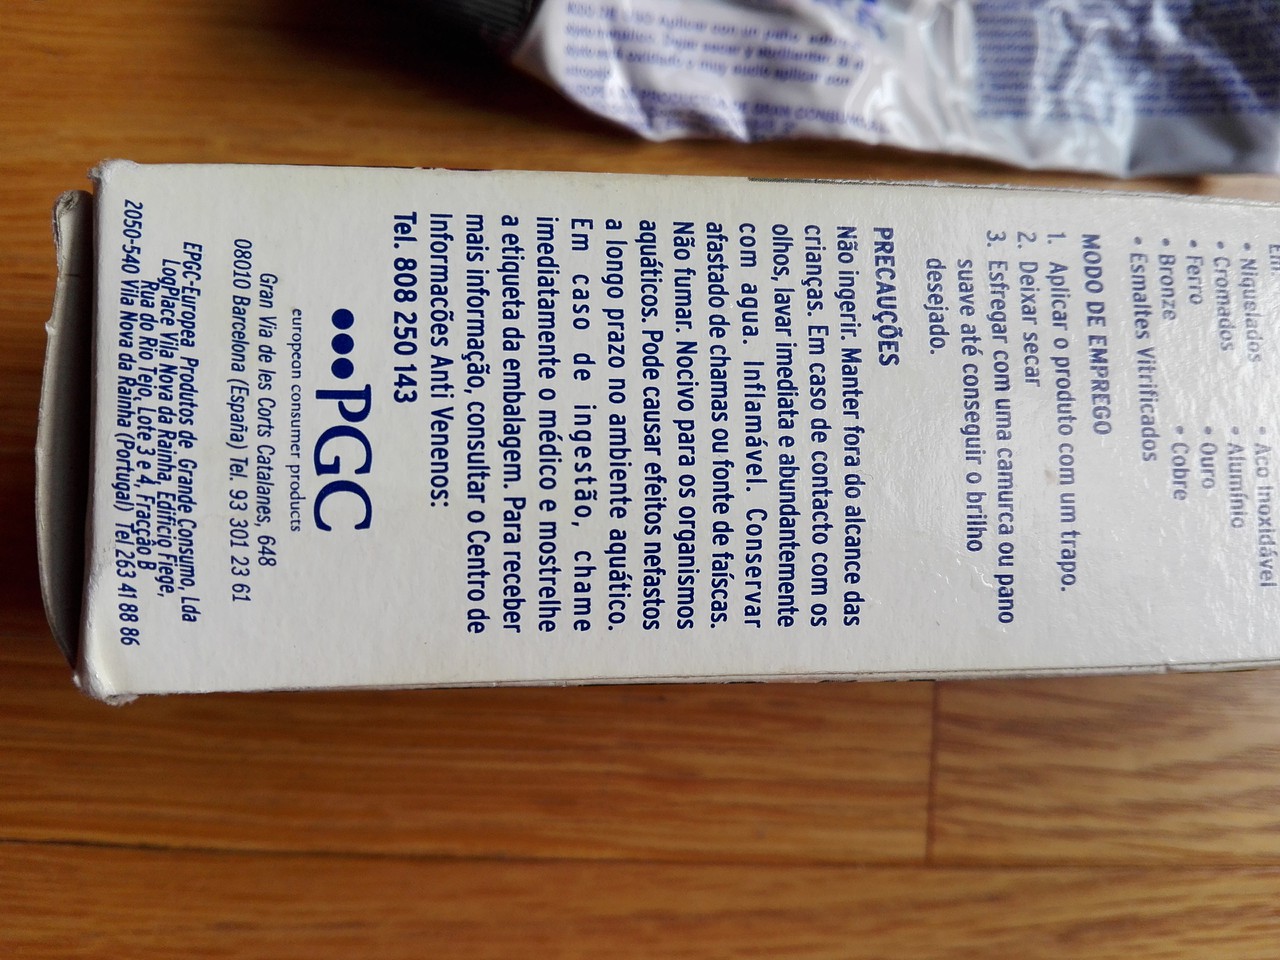 • Niquelados
• Aço Inoxidável
• Cromados
• Alumínio
• Ferro
• Ouro
• Bronze
• Cobre
• Esmaltes Vitrificados
MODO DE EMPREGO
1. Aplicar o produto com um trapo.
2. Deixar secar
3. Esfregar com uma camurca ou pano
suave até conseguir o brilho
desejado.
PRECAUÇÕES
Não ingerir. Manter fora do alcance das
crianças. Em caso de contacto com os
olhos, lavar imediata e abundantemente
com agua. Inflamável. Conservar
afastado de chamas ou fonte de faíscas.
Não fumar. Nocivo para os organismos
aquáticos. Pode causar efeitos nefastos
a longo prazo no ambiente aquático.
Em caso de ingestão, chame
imediatamente o médico e mostrelhe
a etiqueta da embalagem. Para receber
mais informação, consultar o Centro de
Informacões Anti Venenos:
Tel. 808 250 143
PGC
european consumer products
Gran Via de les Corts Catalanes, 648
08010 Barcelona (España) Tel. 93 301 23 61
EPGC-Europea Produtos de Grande Consumo, Lda
LogPlace Vila Nova da Rainha, Edificio Fiege,
Rua do Rio Tejo, Lote 3 e 4, Fracção B
2050-540 Vila Nova da Rainha (Portugal) Tel. 263 41 88 86